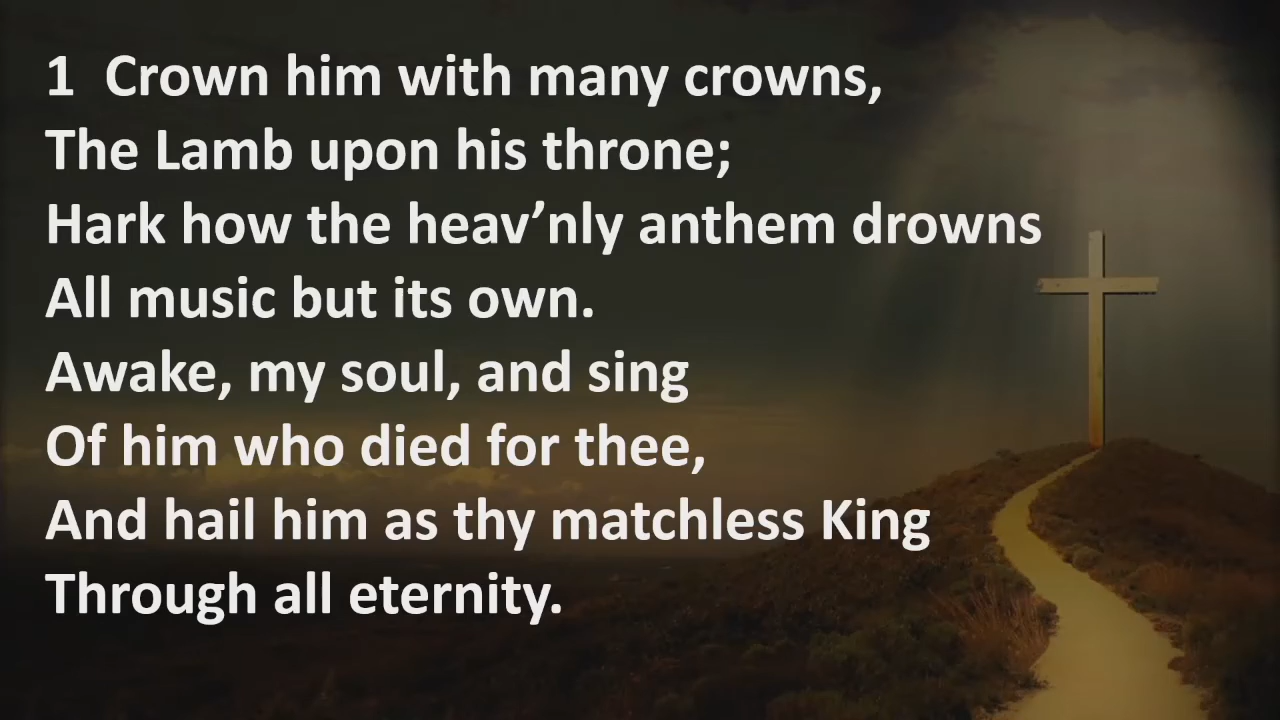 1  Crown him with many crowns,
The Lamb upon his throne;
Hark how the heav’nly anthem drowns
All music but its own.
Awake, my soul, and sing
Of him who died for thee,
And hail him as thy matchless King
Through all eternity.